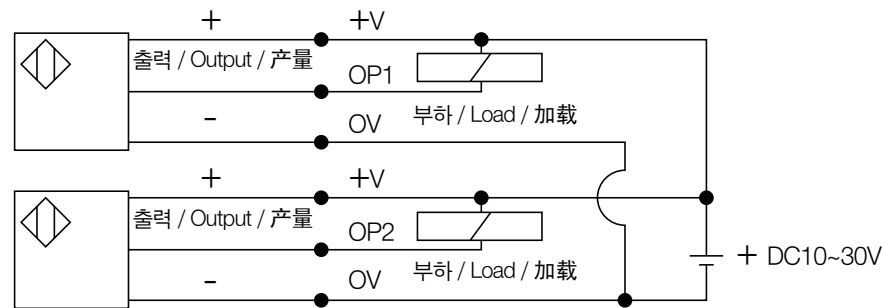 + +V
출력 / Output / 产量
OP1
부하 / Load / 加载
- OV
+ +V
출력 / Output / 产量
OP2
부하 / Load / 加载
- OV
+ DC10~30V